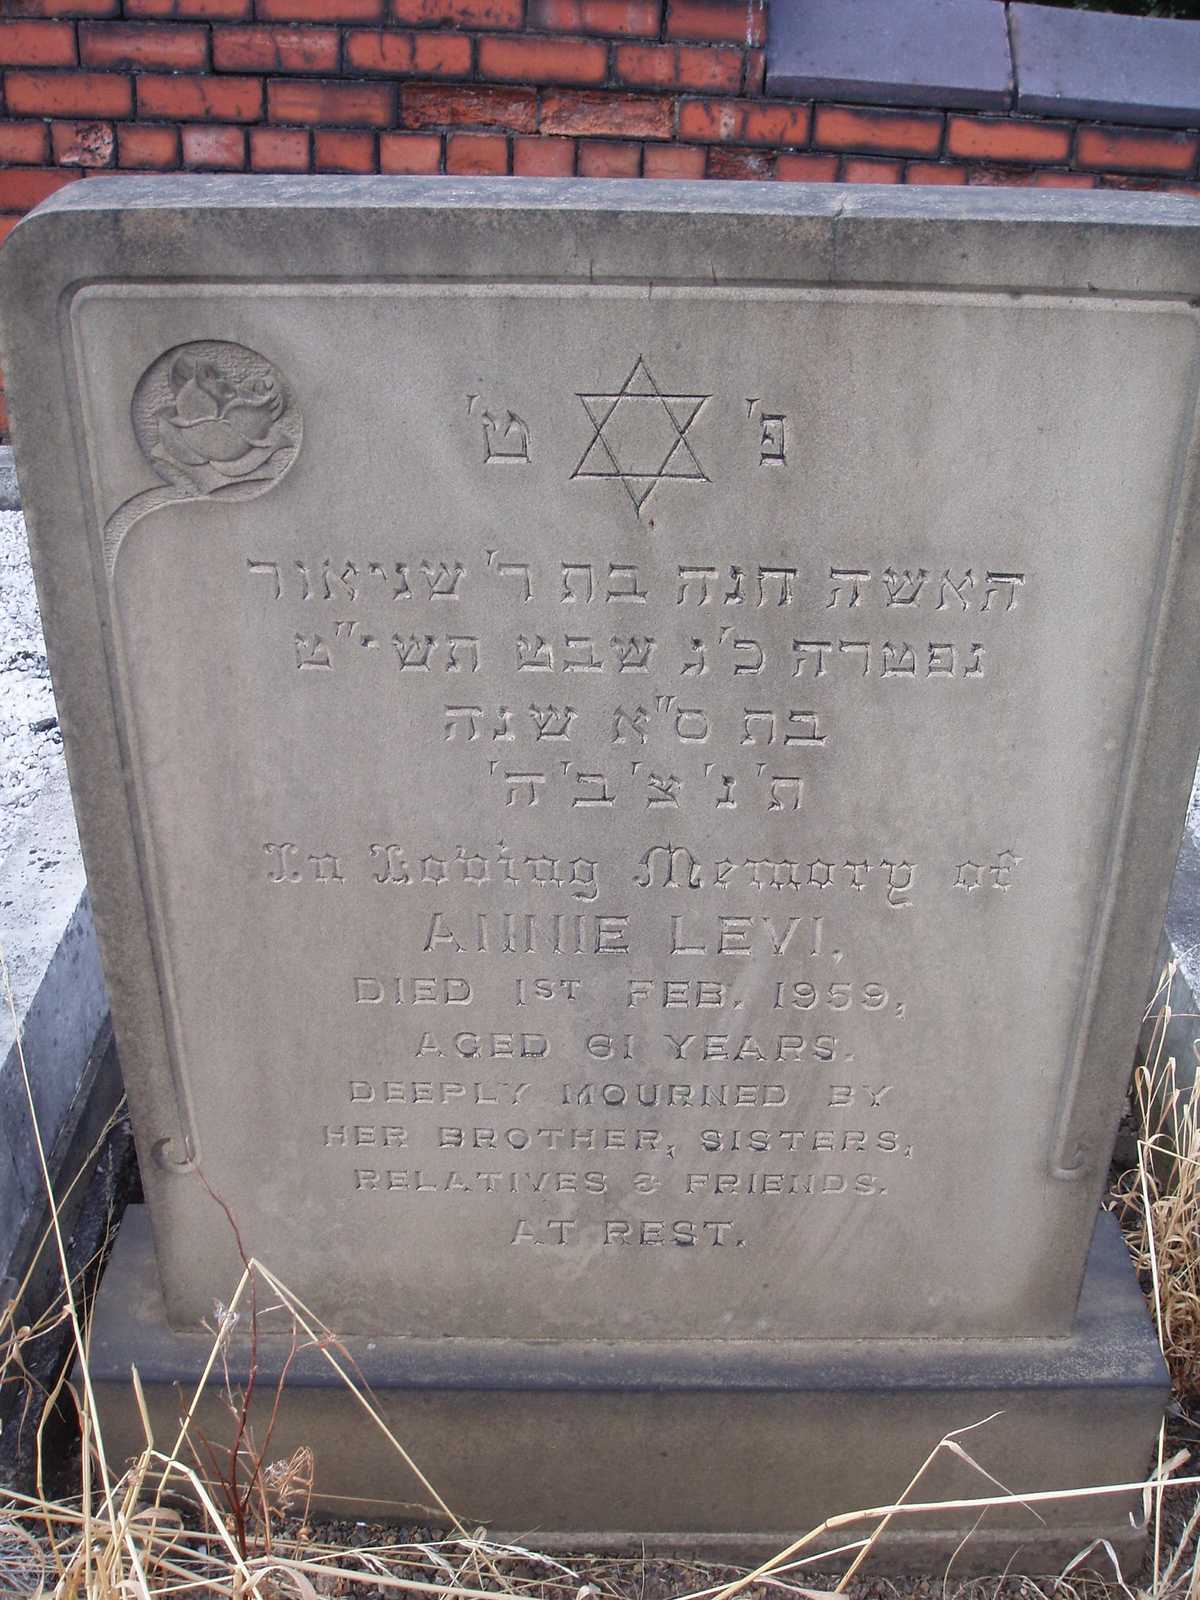 פ' ט'
האשה חנה בת ר' שניאור
נפטרה כ'ג שבט תשי"ט
בת ס"א שנה
ת' נ' צ' ב' ה'
In Loving Memory of
ANNIE LEVI,
DIED 1ST FEB. 1959,
AGED 61 YEARS.
DEEPLY MOURNED BY
HER BROTHER, SISTERS,
RELATIVES & FRIENDS.
AT REST.